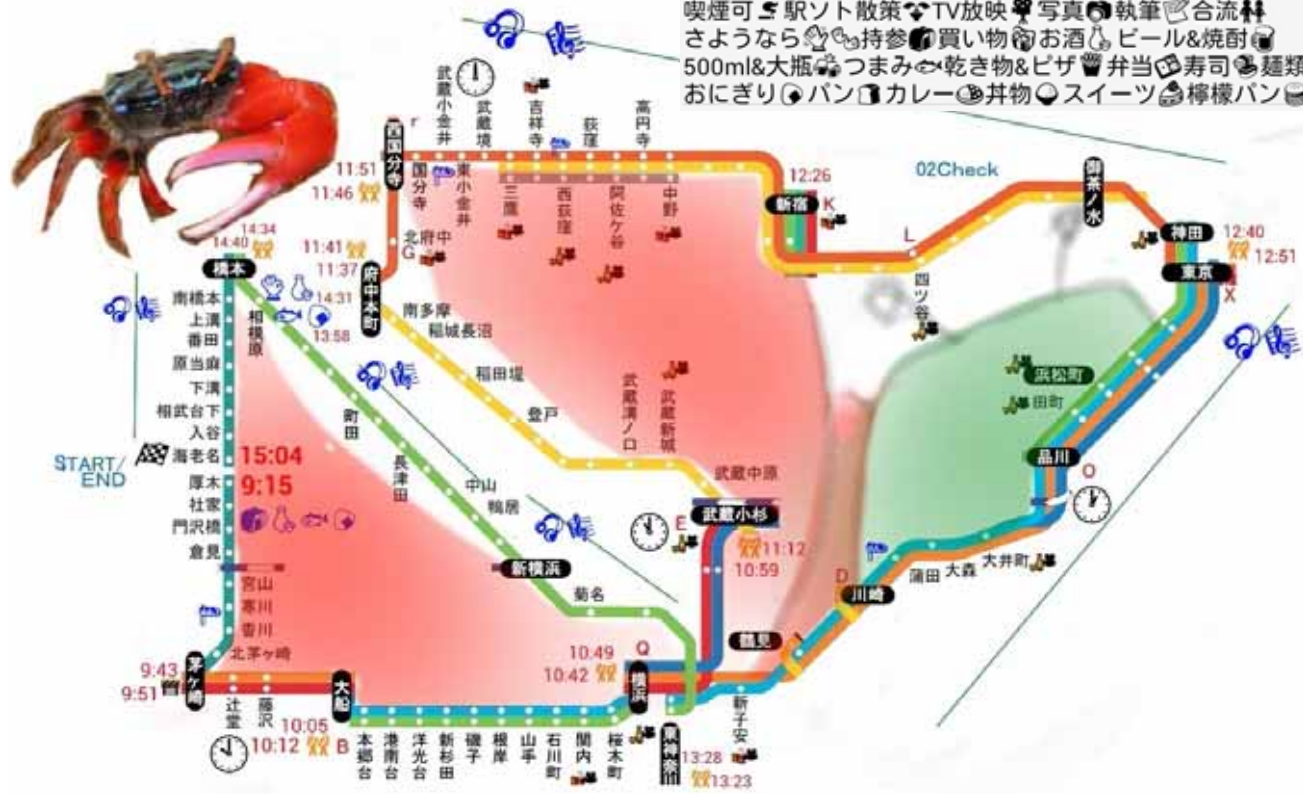 喫煙可 駅ソト散策 TV放映 写真 執筆 合流
さようなら 持参 買い物 お酒 ビール&焼酎
500ml&大瓶 つまみ 乾き物&ピザ 弁当 寿司 麺類
おにぎり パン カレー 丼物 スイーツ 檸檬パン
武蔵小金井
武蔵境
吉祥寺
荻窪
高円寺
国分寺
r
11:51
11:46
国分寺
東小金井
三鷹
西荻窪
阿佐ケ谷
中野
12:26
新宿
K
02Check
御茶ノ水
L
四ツ谷
神田
12:40
12:51
東京
X
北府中
G
11:41
11:37
府中本町
14:34
14:40
橋本
14:31
13:58
南橋本
上溝
番田
原当麻
下溝
相武台下
入谷
海老名
厚木
社家
門沢橋
倉見
宮山
寒川
香川
北茅ヶ崎
START/
END
15:04
9:15
相模原
町田
長津田
中山
鴨居
新横浜
菊名
南多摩
稲城長沼
稲田堤
登戸
武蔵溝ノ口
武蔵新城
武蔵中原
武蔵小杉
E
11:12
10:59
浜松町
田町
品川
O
大井町
大森
蒲田
D
川崎
鶴見
新子安
10:49
10:42
Q
横浜
東神奈川
13:28
13:23
9:43
9:51
茅ヶ崎
辻堂
藤沢
10:05
10:12
B
大船
本郷台
港南台
洋光台
新杉田
磯子
根岸
山手
石川町
関内
桜木町